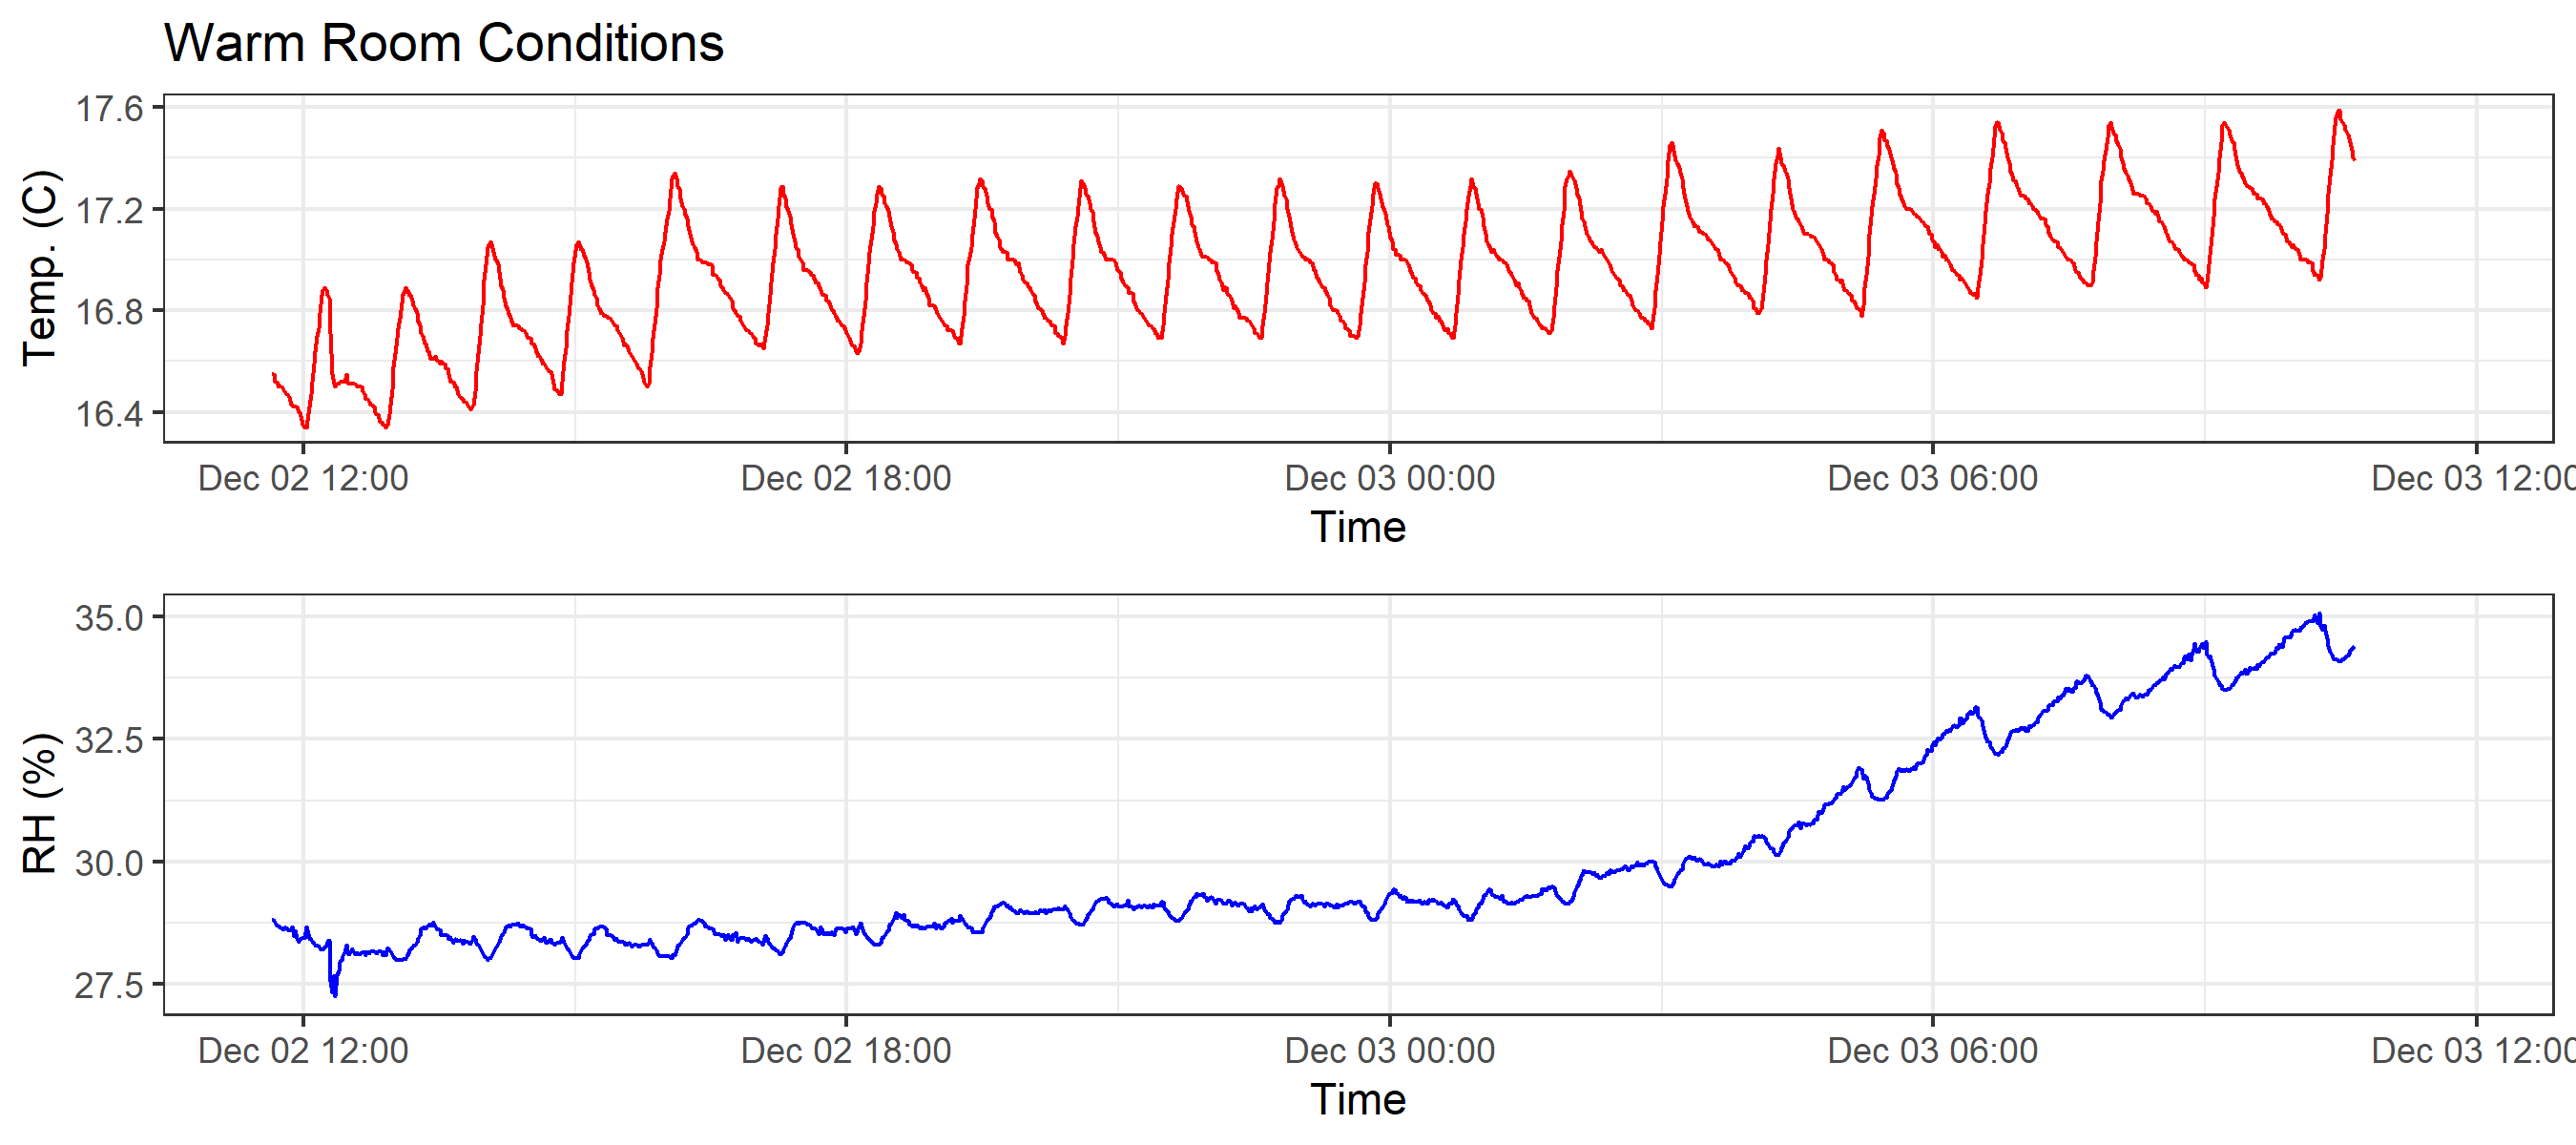 Warm Room Conditions
Temp. (C)
17.6
17.2
16.8
16.4
Dec 02 12:00 Dec 02 18:00 Dec 03 00:00 Dec 03 06:00 Dec 03 12:00
Time
RH (%)
35.0
32.5
30.0
27.5
Dec 02 12:00 Dec 02 18:00 Dec 03 00:00 Dec 03 06:00 Dec 03 12:00
Time